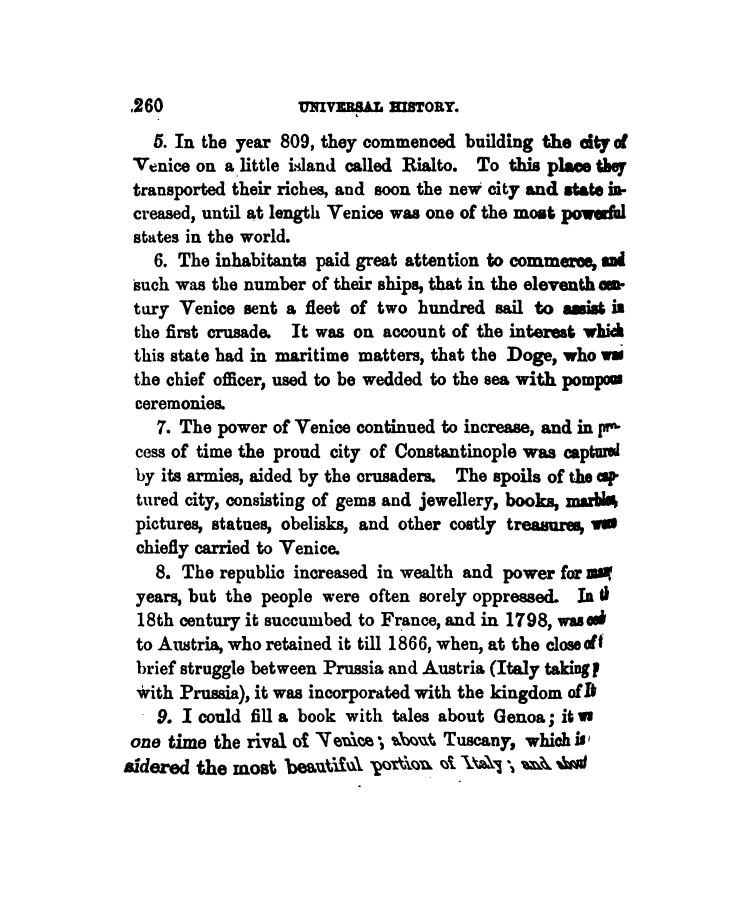 .260 UNIVERSAL HISTORY.
5. In the year 809, they commenced building the city of
Venice on a little island called Rialto. To this place they
transported their riches, and soon the new city and state in-
creased, until at length Venice was one of the most powerful
states in the world.
6. The inhabitants paid great attention to commerce, and
such was the number of their ships, that in the eleventh cen-
tury Venice sent a fleet of two hundred sail to assist in
the first crusade. It was on account of the interest which
this state had in maritime matters, that the Doge, who was
the chief officer, used to be wedded to the sea with pompous
ceremonies.
7. The power of Venice continued to increase, and in pro-
cess of time the proud city of Constantinople was captured
by its armies, aided by the crusaders. The spoils of the cap-
tured city, consisting of gems and jewellery, books, marbles,
pictures, statues, obelisks, and other costly treasures, were
chiefly carried to Venice.
8. The republic increased in wealth and power for many
years, but the people were often sorely oppressed. In th
18th century it succumbed to France, and in 1798, was ced
to Austria, who retained it till 1866, when, at the close of
brief struggle between Prussia and Austria (Italy taking p
with Prussia), it was incorporated with the kingdom of It
9. I could fill a book with tales about Genoa; it w
one time the rival of Venice; about Tuscany, which is
sidered the most beautiful portion of Italy; and about